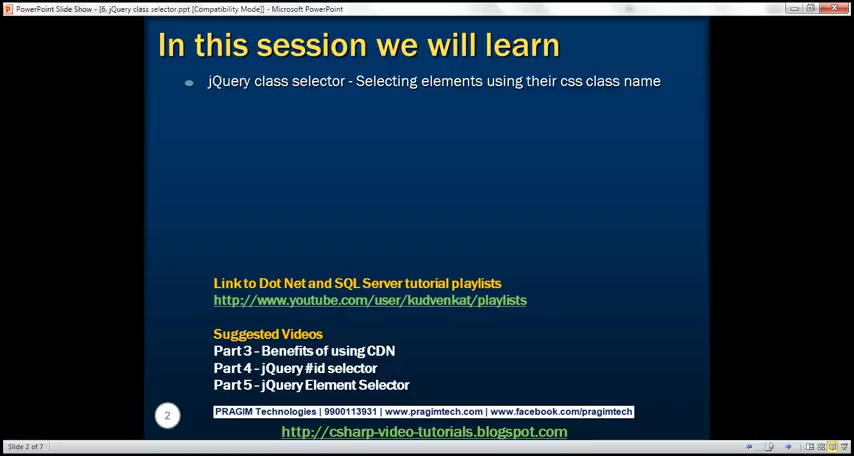 PowerPoint Slide Show - [6. jQuery class selector.ppt [Compatibility Mode]] - Microsoft PowerPoint
In this session we will learn
jQuery class selector - Selecting elements using their css class name
Link to Dot Net and SQL Server tutorial playlists
http://www.youtube.com/user/kudvenkat/playlists
Suggested Videos
Part 3 - Benefits of using CDN
Part 4 - jQuery #id selector
Part 5 - jQuery Element Selector
2
PRAGIM Technologies | 9900113931 | www.pragimtech.com | www.facebook.com/pragimtech
http://csharp-video-tutorials.blogspot.com
Slide 2 of 7